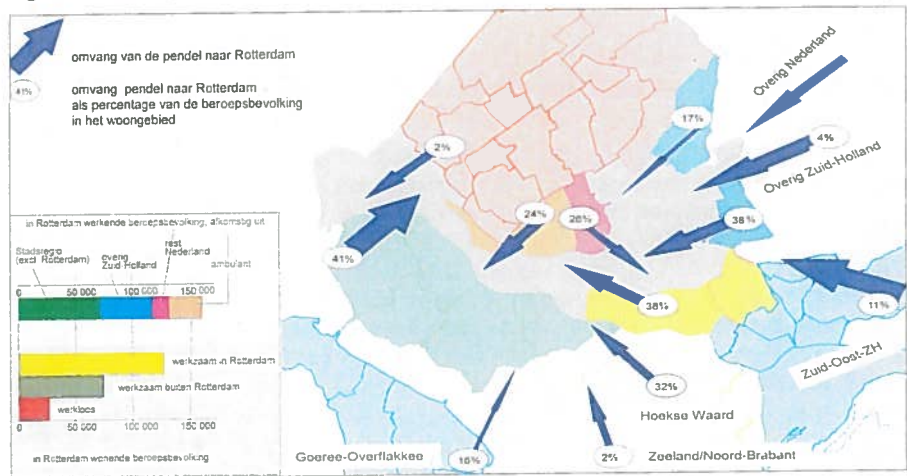 omvang van de pendel naar Rotterdam
41%
omvang pendel naar Rotterdam
als percentage van de beroepsbevolking
in het woongebied
Overig Nederland
17%
2%
4%
Overig Zuid-Holland
24%
26%
38%
41%
38%
11%
Zuid-Oost-ZH
32%
Hoekse Waard
Goeree-Overflakkee
16%
2%
Zeeland/Noord-Brabant
in Rotterdam werkende beroepsbevolking, afkomstig uit
Stadsregio
(excl Rotterdam)
overig
Zuid-Holland
rest
Nederland
ambulant
0 50 000 100 000 150 000
werkzaam in Rotterdam
werkzaam buiten Rotterdam
werkloos
0 50 000 100 000 150 000
in Rotterdam wonende beroepsbevolking